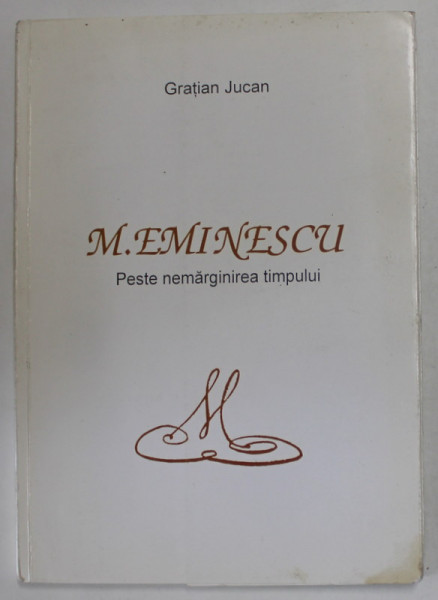 Grațian Jucan
M.EMINESCU
Peste nemărginirea timpului
M